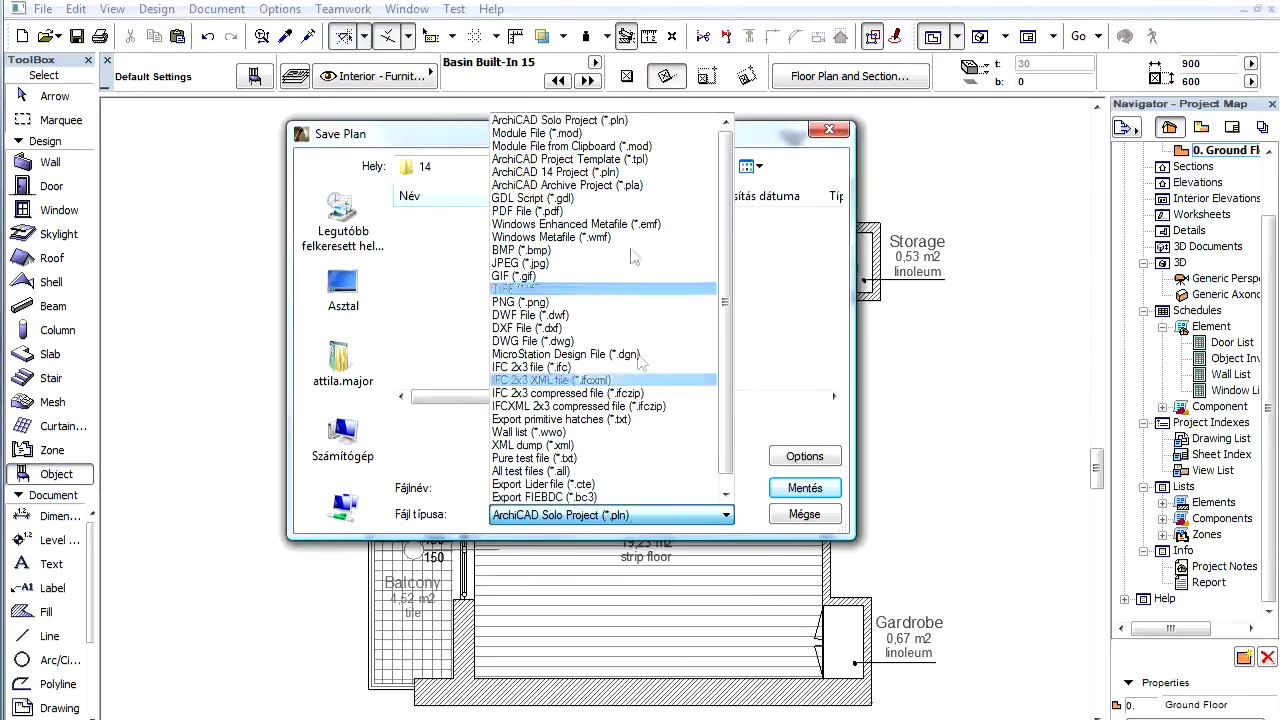 File Edit View Design Document Options Teamwork Window Test Help
Go
ToolBox
Select
Arrow
Marquee
Design
Wall
Door
Window
Skylight
Roof
Shell
Beam
Column
Slab
Stair
Mesh
Curtain...
Zone
Object
Document
Dimen...
Level ...
Text
Label
Fill
Line
Arc/Ci...
Polyline
Drawing
Default Settings
Interior - Furnit...
Basin Built-In 15
Floor Plan and Section...
t: 30
b: 0
900
600
Save Plan
Hely: 14
Név
sítás dátuma
Típ
Legutóbb
felkeresett hel...
Asztal
attila.major
Számítógép
ArchiCAD Solo Project (*.pln)
Module File (*.mod)
Module File from Clipboard (*.mod)
ArchiCAD Project Template (*.tpl)
ArchiCAD 14 Project (*.pln)
ArchiCAD Archive Project (*.pla)
GDL Script (*.gdl)
PDF File (*.pdf)
Windows Enhanced Metafile (*.emf)
Windows Metafile (*.wmf)
BMP (*.bmp)
JPEG (*.jpg)
GIF (*.gif)
PNG (*.png)
DWF File (*.dwf)
DXF File (*.dxf)
DWG File (*.dwg)
MicroStation Design File (*.dgn)
IFC 2x3 file (*.ifc)
IFC 2x3 XML file (*.ifcxml)
IFC 2x3 compressed file (*.ifczip)
IFCXML 2x3 compressed file (*.ifczip)
Export primitive hatches (*.txt)
Wall list (*.wwo)
XML dump (*.xml)
Pure test file (*.txt)
All test files (*.all)
Export Lider file (*.cte)
Export FIEBDC (*.bc3)
Fájlnév:
Fájl típusa: ArchiCAD Solo Project (*.pln)
Options
Mentés
Mégse
Storage
0,53 m2
linoleum
150
19,23 m2
strip floor
Balcony
4,52 m2
tile
Gardrobe
0,67 m2
linoleum
Navigator - Project Map
0. Ground Fl
Sections
Elevations
Interior Elevations
Worksheets
Details
3D Documents
3D
Generic Perspe
Generic Axono
Schedules
Element
Door List
Object Inv
Wall List
Window Li
Component
Project Indexes
Drawing List
Sheet Index
View List
Lists
Elements
Components
Zones
Info
Project Notes
Report
Help
Properties
0. Ground Floor